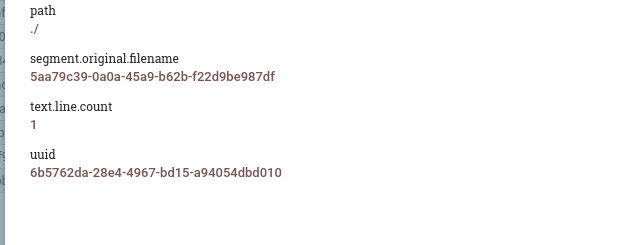 path
./
segment.original.filename
5aa79c39-0a0a-45a9-b62b-f22d9be987df
text.line.count
1
uuid
6b5762da-28e4-4967-bd15-a94054dbd010